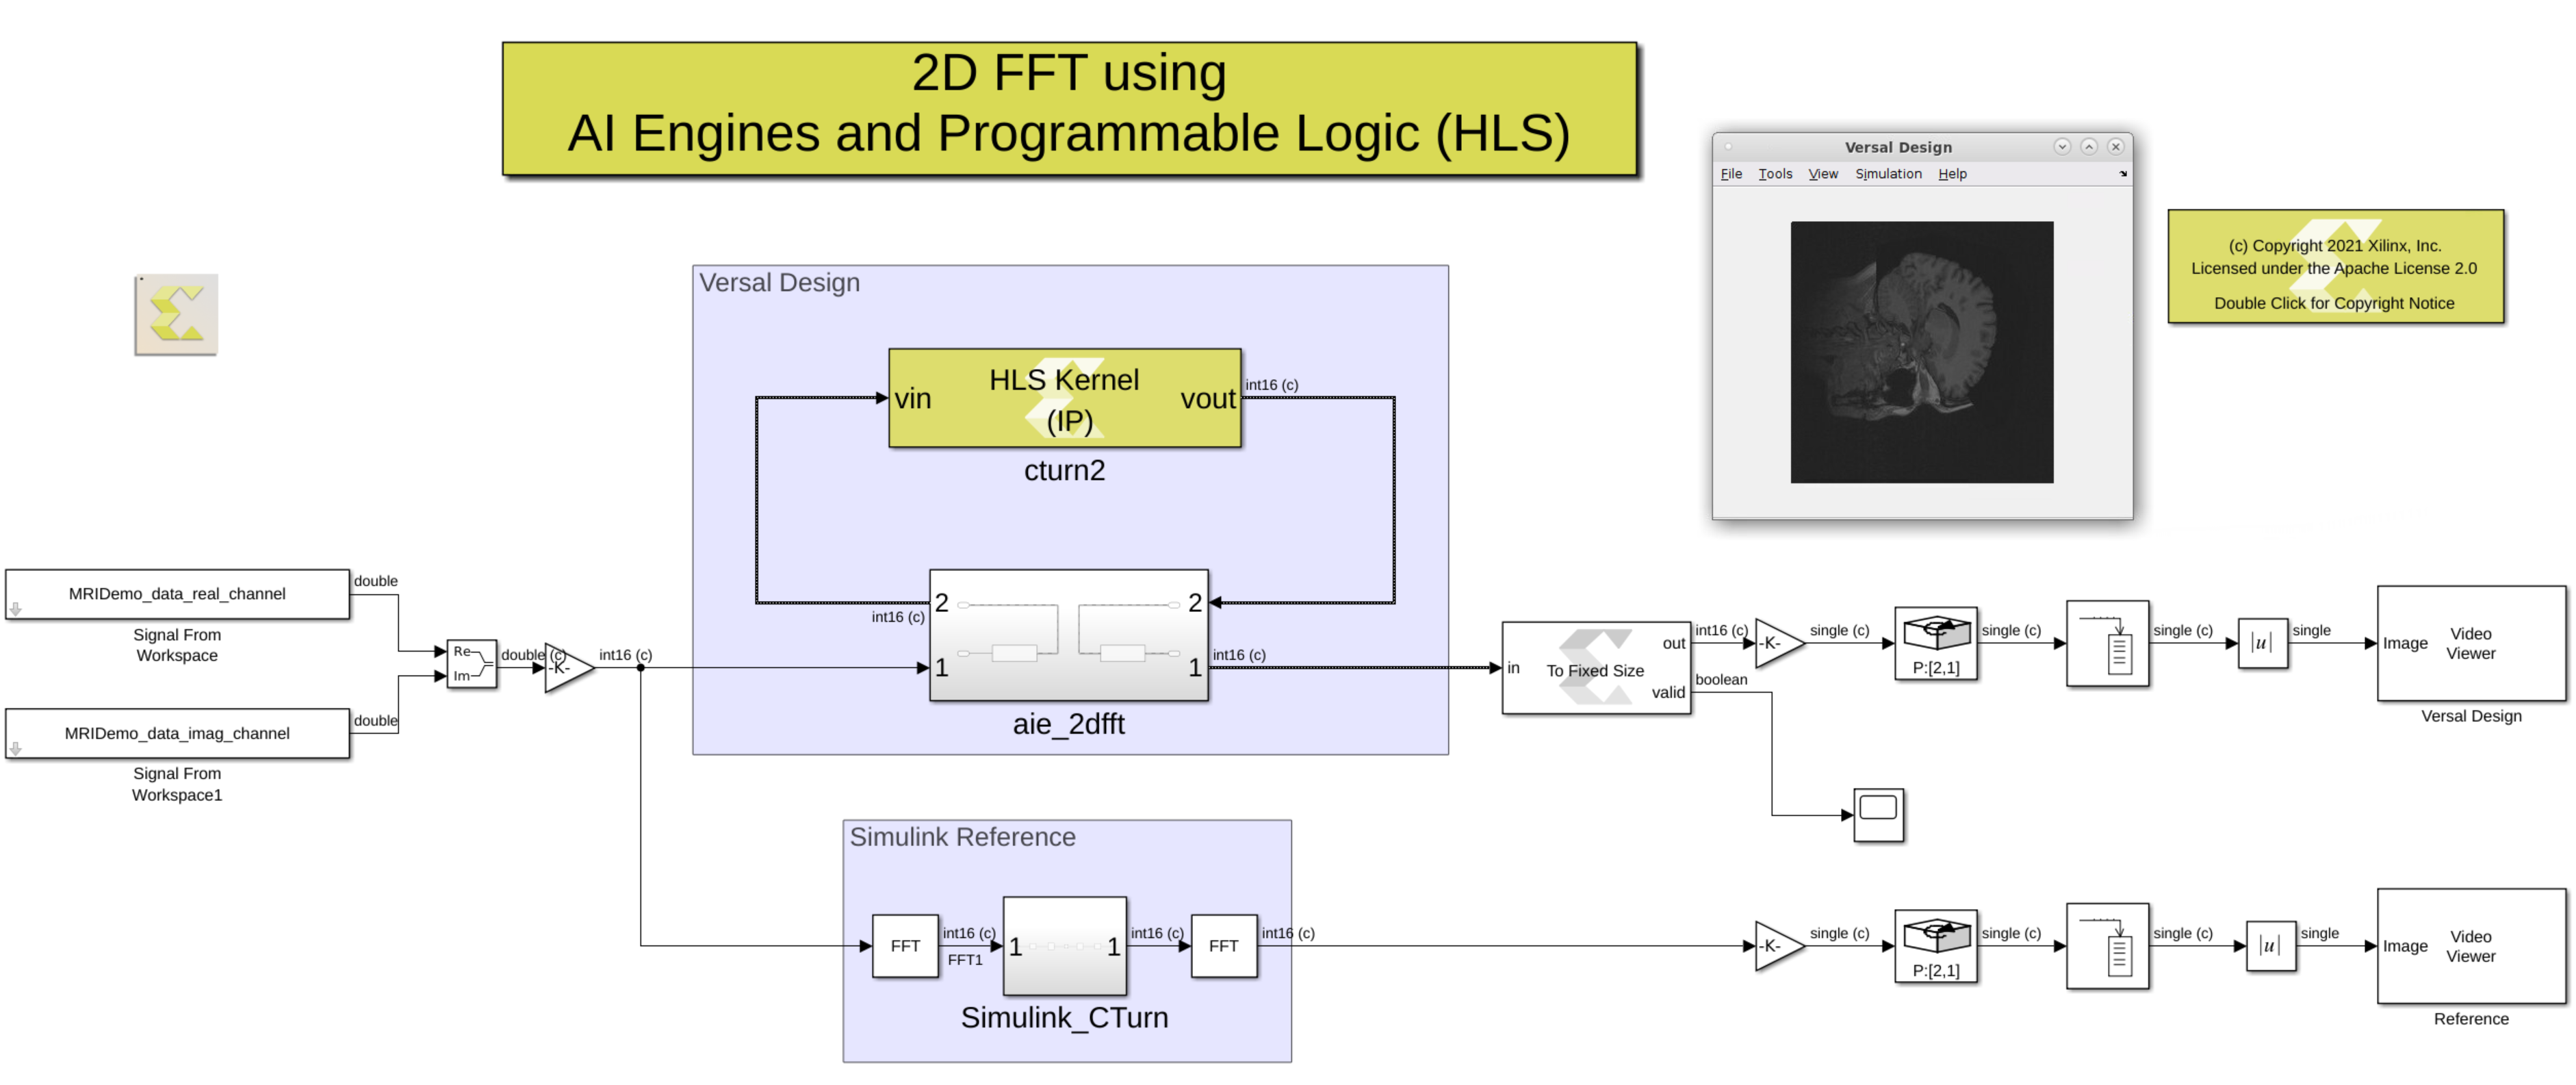 2D FFT using
AI Engines and Programmable Logic (HLS)
Versal Design
File Tools View Simulation Help
(c) Copyright 2021 Xilinx, Inc.
Licensed under the Apache License 2.0
Double Click for Copyright Notice
Versal Design
vin
HLS Kernel
(IP)
vout
int16 (c)
cturn2
MRIDemo_data_real_channel
double
Signal From
Workspace
MRIDemo_data_imag_channel
double
Signal From
Workspace1
Re
Im
double (c)
-K-
int16 (c)
2
int16 (c)
1
2
1
int16 (c)
aie_2dfft
in
To Fixed Size
out
valid
int16 (c)
boolean
-K-
single (c)
P:[2,1]
single (c)
single (c)
|u|
single
Image
Video
Viewer
Versal Design
Simulink Reference
FFT
int16 (c)
FFT1
1
1
int16 (c)
FFT
int16 (c)
Simulink_CTurn
-K-
single (c)
P:[2,1]
single (c)
single (c)
|u|
single
Image
Video
Viewer
Reference